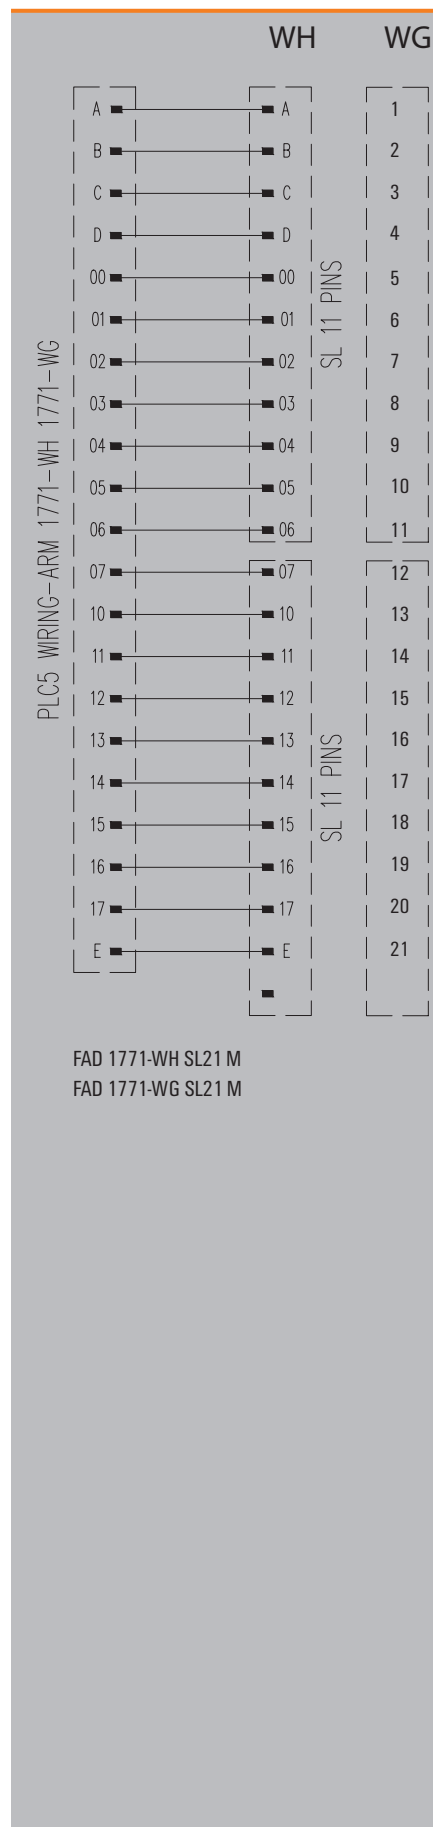 WH WG
A A 1
B B 2
C C 3
D D 4
00 00 5
01 01 6
02 02 7
03 03 8
04 04 9
05 05 10
06 06 11
07 07 12
10 10 13
11 11 14
12 12 15
13 13 16
14 14 17
15 15 18
16 16 19
17 17 20
E E 21
PLC5 WIRING-ARM 1771-WH 1771-WG
SL 11 PINS
SL 11 PINS
FAD 1771-WH SL21 M
FAD 1771-WG SL21 M